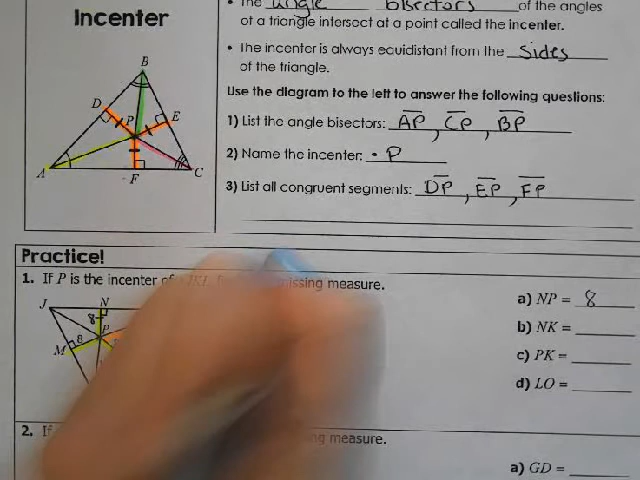 Incenter
• The angle bisectors of the angles
of a triangle intersect at a point called the incenter.
• The incenter is always equidistant from the sides
of the triangle.
Use the diagram to the left to answer the following questions:
1) List the angle bisectors: AP, CP, BP
2) Name the incenter: • P
3) List all congruent segments: DP, EP, FP
B
D
P
E
A
F
C
Practice!
1. If P is the incenter of missing measure.
J
N
8
P
M
8
a) NP = 8
b) NK =
c) PK =
d) LO =
2. If measure.
a) GD =